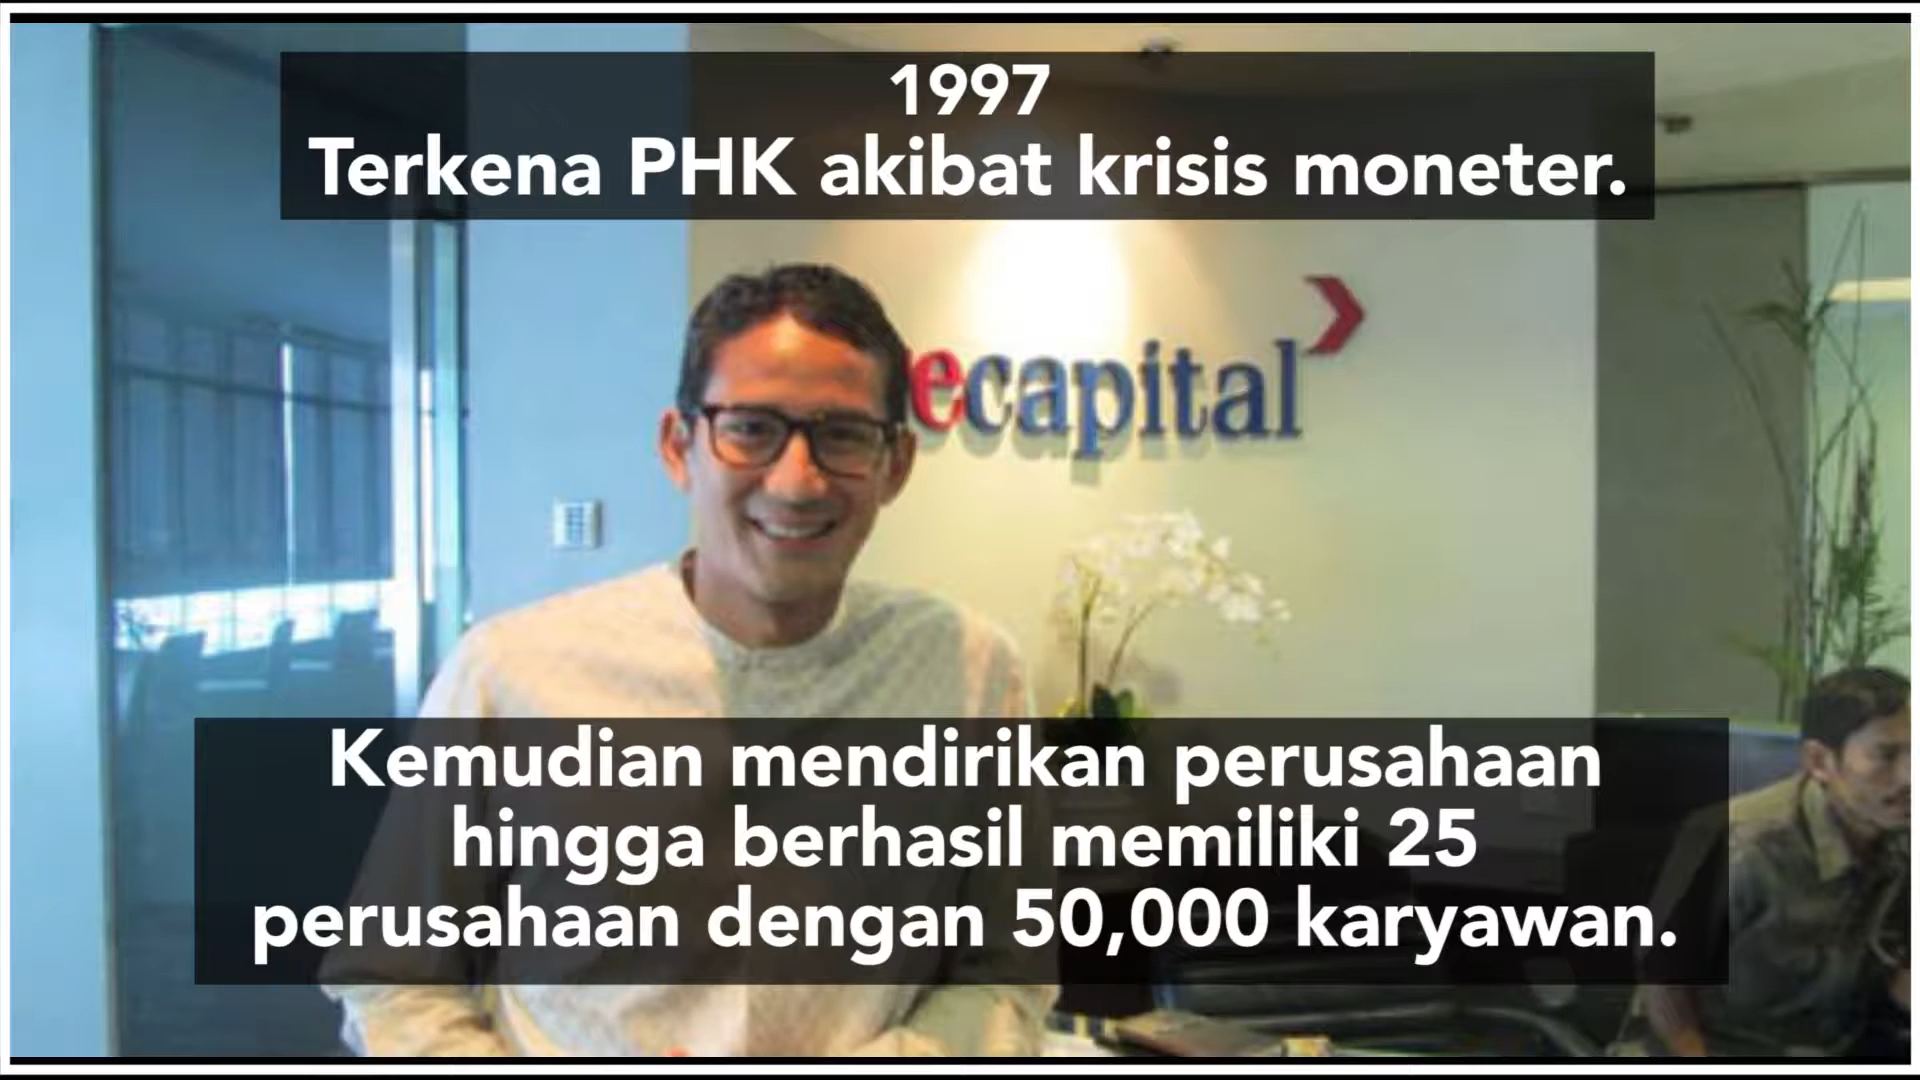 1997
Terkena PHK akibat krisis moneter.
ecapital
Kemudian mendirikan perusahaan
hingga berhasil memiliki 25
perusahaan dengan 50,000 karyawan.